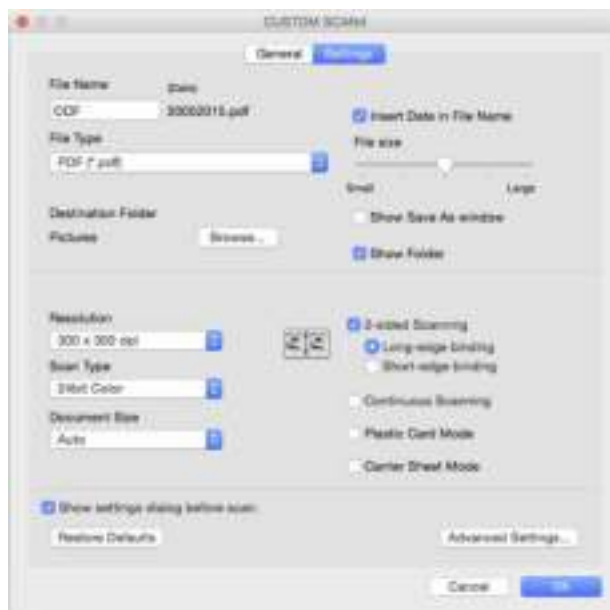 CUSTOM SCAN
General Settings
File Name (Date)
CCF .pdf
Insert Date in File Name
File Type
File size
PDF (*.pdf)
Small Large
Destination Folder
Show Save As window
Pictures Browse...
Show Folder
Resolution
300 x 300 dpi
2-sided Scanning
Long-edge binding
Scan Type
Short-edge binding
24bit Color
Continuous Scanning
Document Size
Auto
Plastic Card Mode
Carrier Sheet Mode
Show settings dialog before scan.
Restore Defaults Advanced Settings...
Cancel OK